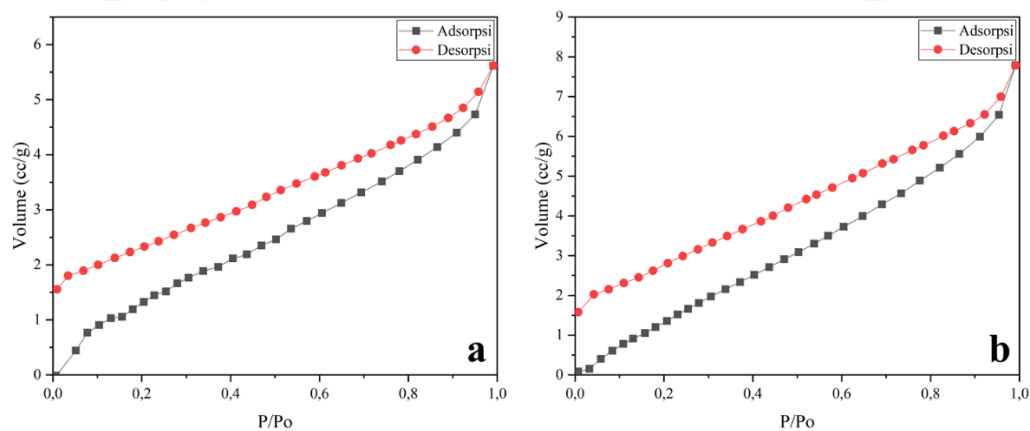 Adsorpsi
Desorpsi
Volume (cc/g)
6
5
4
3
2
1
0
0,0 0,2 0,4 0,6 0,8 1,0
P/Po
a
Adsorpsi
Desorpsi
Volume (cc/g)
9
8
7
6
5
4
3
2
1
0
0,0 0,2 0,4 0,6 0,8 1,0
P/Po
b